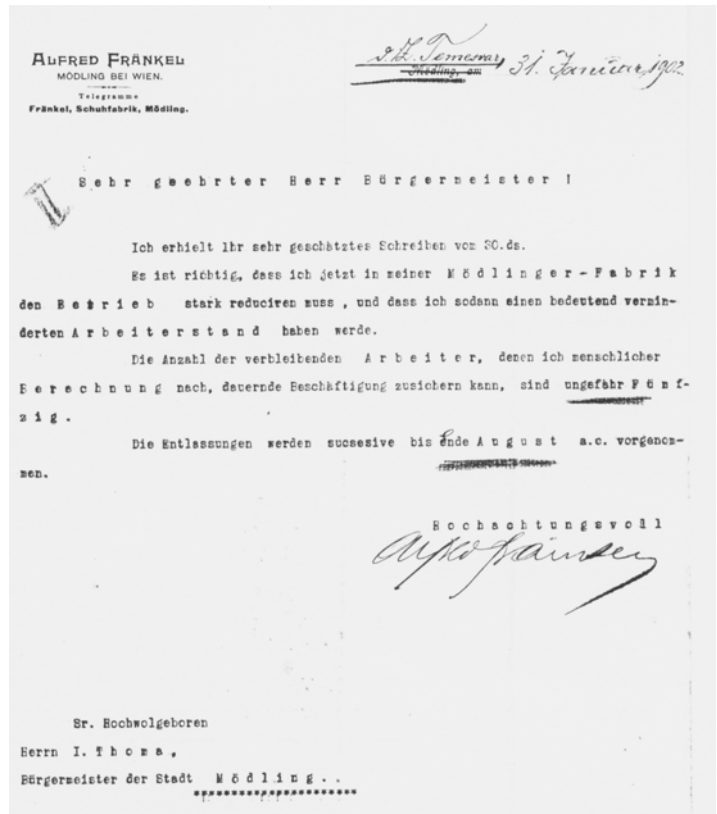 ALFRED FRÄNKEL
MÖDLING BEI WIEN.
Telegramme
Fränkel, Schuhfabrik, Mödling.
d. Z. Temesvar, 31. Januar 1902.
Mödling, am
Sehr geehrter Herr Bürgermeister !
Ich erhielt Ihr sehr geschätztes Schreiben vom 30.ds.
Es ist richtig, dass ich jetzt in meiner Mödlinger-Fabrik
den Betrieb stark reduciren muss , und dass ich sodann einen bedeutend vermin-
derten Arbeiterstand haben werde.
Die Anzahl der verbleibenden Arbeiter, denen ich menschlicher
Berechnung nach, dauernde Beschäftigung zusichern kann, sind ungefähr Fünf-
zig.
Die Entlassungen werden sucsesive bis Ende August a.c. vorgenom-
men.
Hochachtungsvoll
Sr. Hochwolgeboren
Herrn I. Thoma,
Bürgermeister der Stadt Mödling..